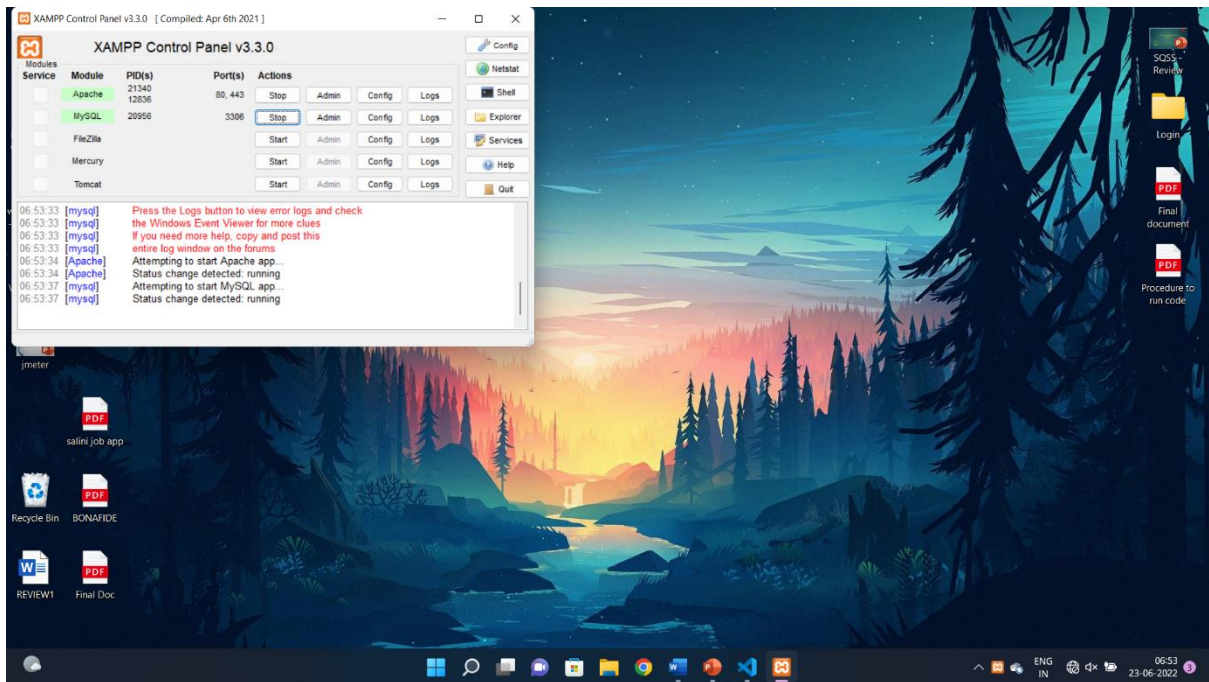 XAMPP Control Panel v3.3.0 [ Compiled: Apr 6th 2021 ]
XAMPP Control Panel v3.3.0
Config
Modules
Service Module PID(s) Port(s) Actions
Netstat
Apache 21340 12836 80, 443 Stop Admin Config Logs
Shell
MySQL 20956 3306 Stop Admin Config Logs
Explorer
FileZilla Start Admin Config Logs
Services
Mercury Start Admin Config Logs
Help
Tomcat Start Admin Config Logs
Quit
06:53:33 [mysql] Press the Logs button to view error logs and check
06:53:33 [mysql] the Windows Event Viewer for more clues
06:53:33 [mysql] If you need more help, copy and post this
06:53:33 [mysql] entire log window on the forums
06:53:34 [Apache] Attempting to start Apache app...
06:53:34 [Apache] Status change detected: running
06:53:37 [mysql] Attempting to start MySQL app...
06:53:37 [mysql] Status change detected: running
SQSS -
Review
Login
PDF
Final
document
PDF
Procedure to
run code
jmeter
PDF
salini job app
Recycle Bin
PDF
BONAFIDE
REVIEW1
PDF
Final Doc
ENG
IN
06:53
23-06-2022
3